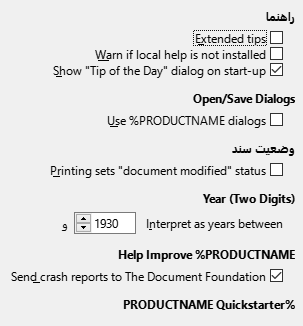 راهنما
Extended tips
Warn if local help is not installed
Show "Tip of the Day" dialog on start-up
Open/Save Dialogs
Use %PRODUCTNAME dialogs
وضعیت سند
Printing sets "document modified" status
Year (Two Digits)
Interpret as years between 1930 و
Help Improve %PRODUCTNAME
Send crash reports to The Document Foundation
PRODUCTNAME Quickstarter%